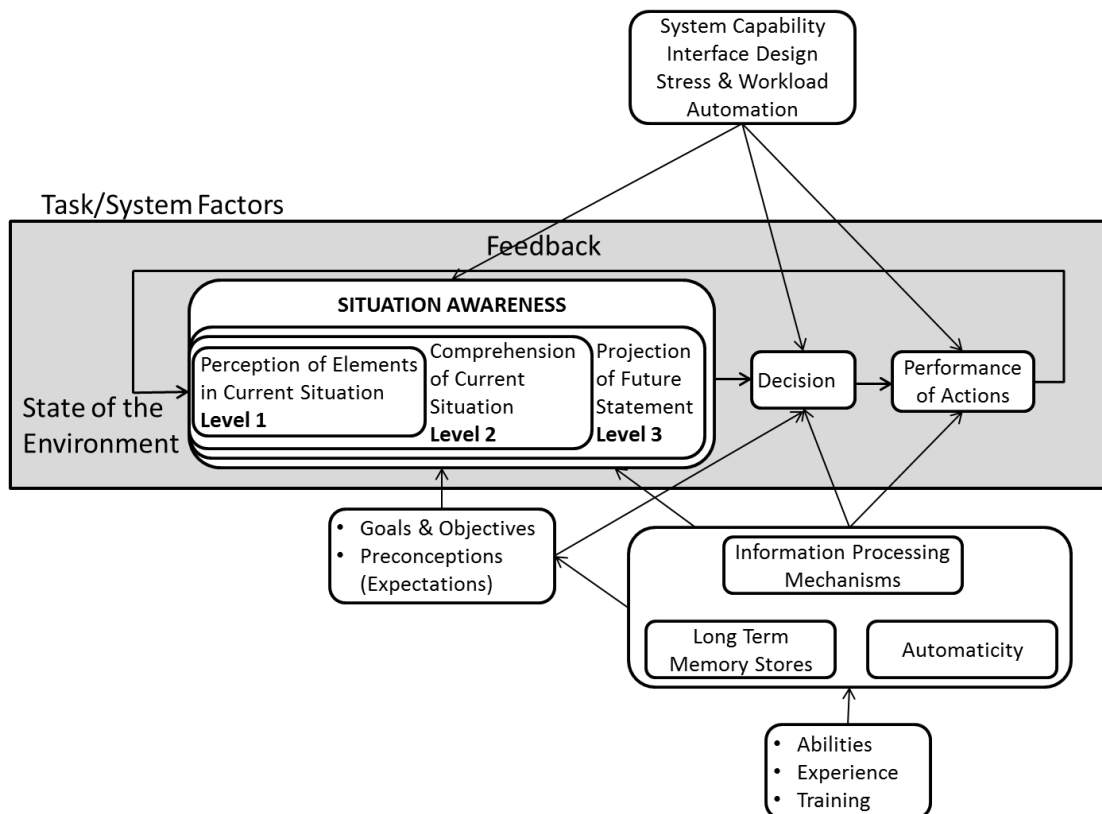 System Capability
Interface Design
Stress & Workload
Automation
Task/System Factors
Feedback
SITUATION AWARENESS
Perception of Elements
in Current Situation
Level 1
Comprehension
of Current
Situation
Level 2
Projection
of Future
Statement
Level 3
Decision
Performance
of Actions
State of the
Environment
• Goals & Objectives
• Preconceptions
(Expectations)
Information Processing
Mechanisms
Long Term
Memory Stores
Automaticity
• Abilities
• Experience
• Training